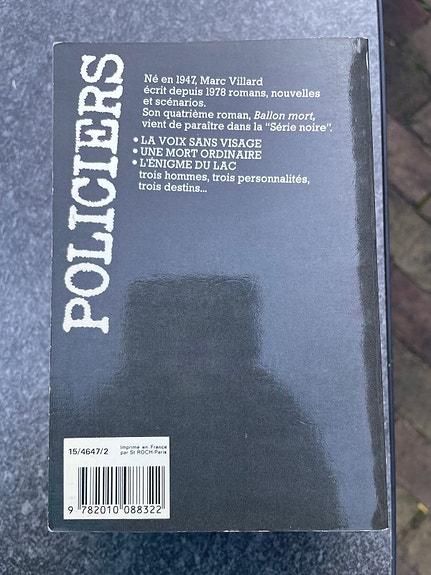 POLICIERS
Né en 1947, Marc Villard
écrit depuis 1978 romans, nouvelles
et scénarios.
Son quatrième roman, Ballon mort,
vient de paraître dans la "Série noire".
• LA VOIX SANS VISAGE
• UNE MORT ORDINAIRE
• L'ÉNIGME DU LAC
trois hommes, trois personnalités,
trois destins...
15/4647/2
Imprimé en France
par St ROCH-Paris
9 782010 088322